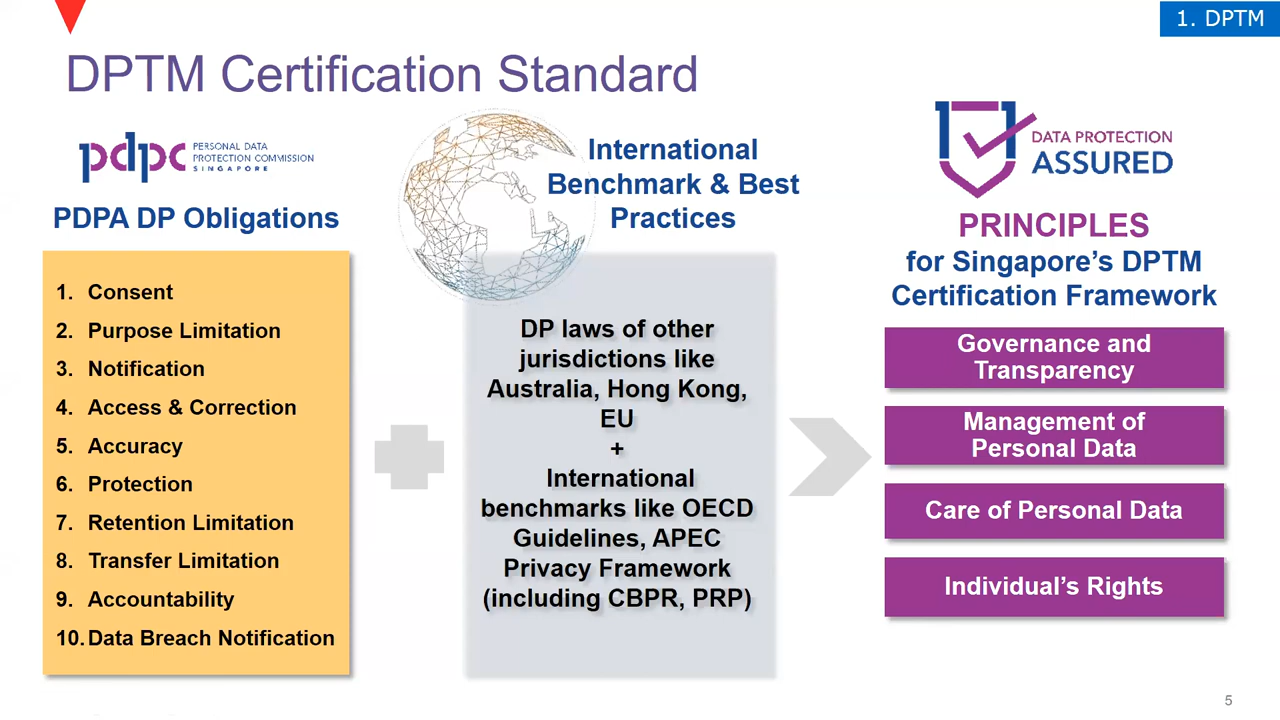 1. DPTM
DPTM Certification Standard
pdpc
PERSONAL DATA
PROTECTION COMMISSION
SINGAPORE
PDPA DP Obligations
1. Consent
2. Purpose Limitation
3. Notification
4. Access & Correction
5. Accuracy
6. Protection
7. Retention Limitation
8. Transfer Limitation
9. Accountability
10. Data Breach Notification
International
Benchmark & Best
Practices
DP laws of other
jurisdictions like
Australia, Hong Kong,
EU
+
International
benchmarks like OECD
Guidelines, APEC
Privacy Framework
(including CBPR, PRP)
DATA PROTECTION
ASSURED
PRINCIPLES
for Singapore’s DPTM
Certification Framework
Governance and
Transparency
Management of
Personal Data
Care of Personal Data
Individual’s Rights
5